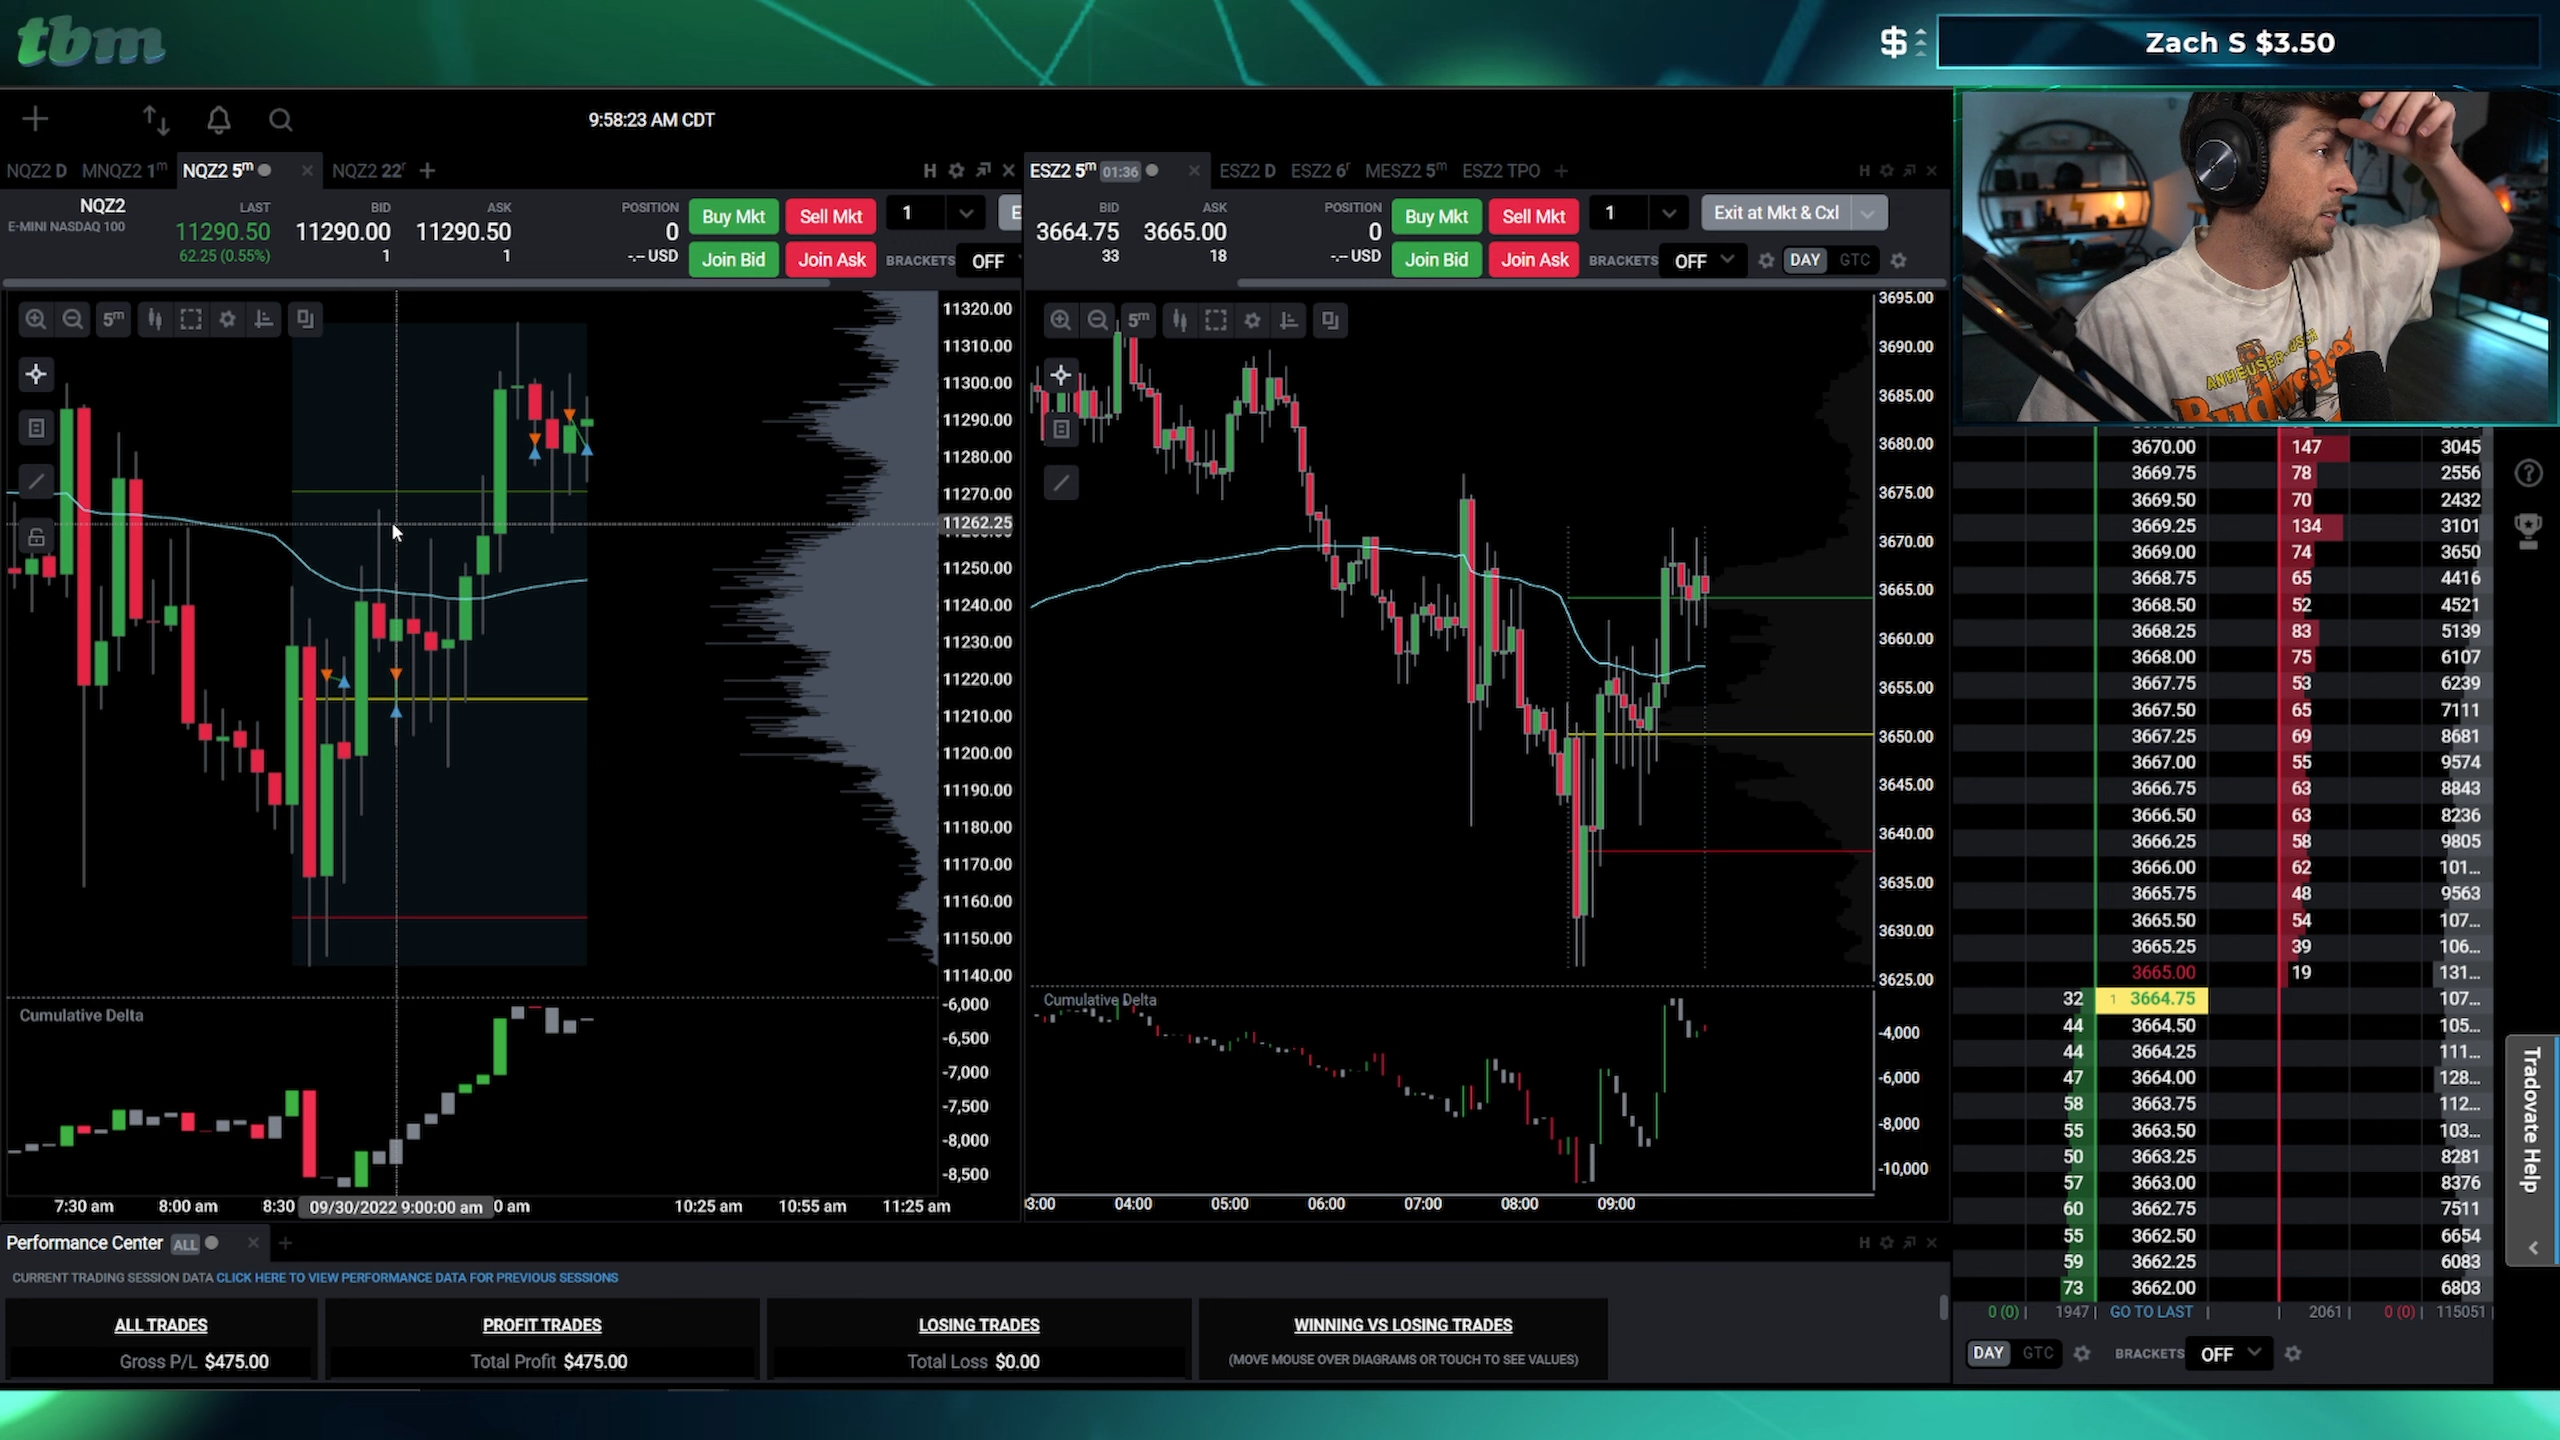 tbm
$ Zach S $3.50
9:58:23 AM CDT
NQZ2 D MNQZ2 1m NQZ2 5m NQZ2 22r
H
ESZ2 5m 01:36 ESZ2 D ESZ2 6r MESZ2 5m ESZ2 TPO
H
NQZ2
E-MINI NASDAQ 100
LAST
11290.50
62.25 (0.55%)
BID
11290.00
1
ASK
11290.50
1
POSITION
0
-.-- USD
Buy Mkt Sell Mkt 1 E
Join Bid Join Ask BRACKETS OFF
BID
3664.75
33
ASK
3665.00
18
POSITION
0
-.-- USD
Buy Mkt Sell Mkt 1 Exit at Mkt & Cxl
Join Bid Join Ask BRACKETS OFF DAY GTC
5m
11320.00
11310.00
11300.00
11290.00
11280.00
11270.00
11262.25
11250.00
11240.00
11230.00
11220.00
11210.00
11200.00
11190.00
11180.00
11170.00
11160.00
11150.00
11140.00
Cumulative Delta
-6,000
-6,500
-7,000
-7,500
-8,000
-8,500
7:30 am 8:00 am 8:30 09/30/2022 9:00:00 am 0 am 10:25 am 10:55 am 11:25 am
5m
3695.00
3690.00
3685.00
3680.00
3675.00
3670.00
3665.00
3660.00
3655.00
3650.00
3645.00
3640.00
3635.00
3630.00
3625.00
Cumulative Delta
-4,000
-6,000
-8,000
-10,000
3:00 04:00 05:00 06:00 07:00 08:00 09:00
ANHEUSER-BUSCH
Budweis
3670.00 147 3045
3669.75 78 2556
3669.50 70 2432
3669.25 134 3101
3669.00 74 3650
3668.75 65 4416
3668.50 52 4521
3668.25 83 5139
3668.00 75 6107
3667.75 53 6239
3667.50 65 7111
3667.25 69 8681
3667.00 55 9574
3666.75 63 8843
3666.50 63 8236
3666.25 58 9805
3666.00 62 101...
3665.75 48 9563
3665.50 54 107...
3665.25 39 106...
3665.00 19 131...
32 1 3664.75 107...
44 3664.50 105...
44 3664.25 111...
47 3664.00 128...
58 3663.75 112...
55 3663.50 103...
50 3663.25 8281
57 3663.00 8376
60 3662.75 7511
55 3662.50 6654
59 3662.25 6083
73 3662.00 6803
0 (0) 1947 GO TO LAST 2061 0 (0) 115051
DAY GTC BRACKETS OFF
Tradovate Help
Performance Center ALL
H
CURRENT TRADING SESSION DATA CLICK HERE TO VIEW PERFORMANCE DATA FOR PREVIOUS SESSIONS
ALL TRADES
Gross P/L $475.00
PROFIT TRADES
Total Profit $475.00
LOSING TRADES
Total Loss $0.00
WINNING VS LOSING TRADES
(MOVE MOUSE OVER DIAGRAMS OR TOUCH TO SEE VALUES)